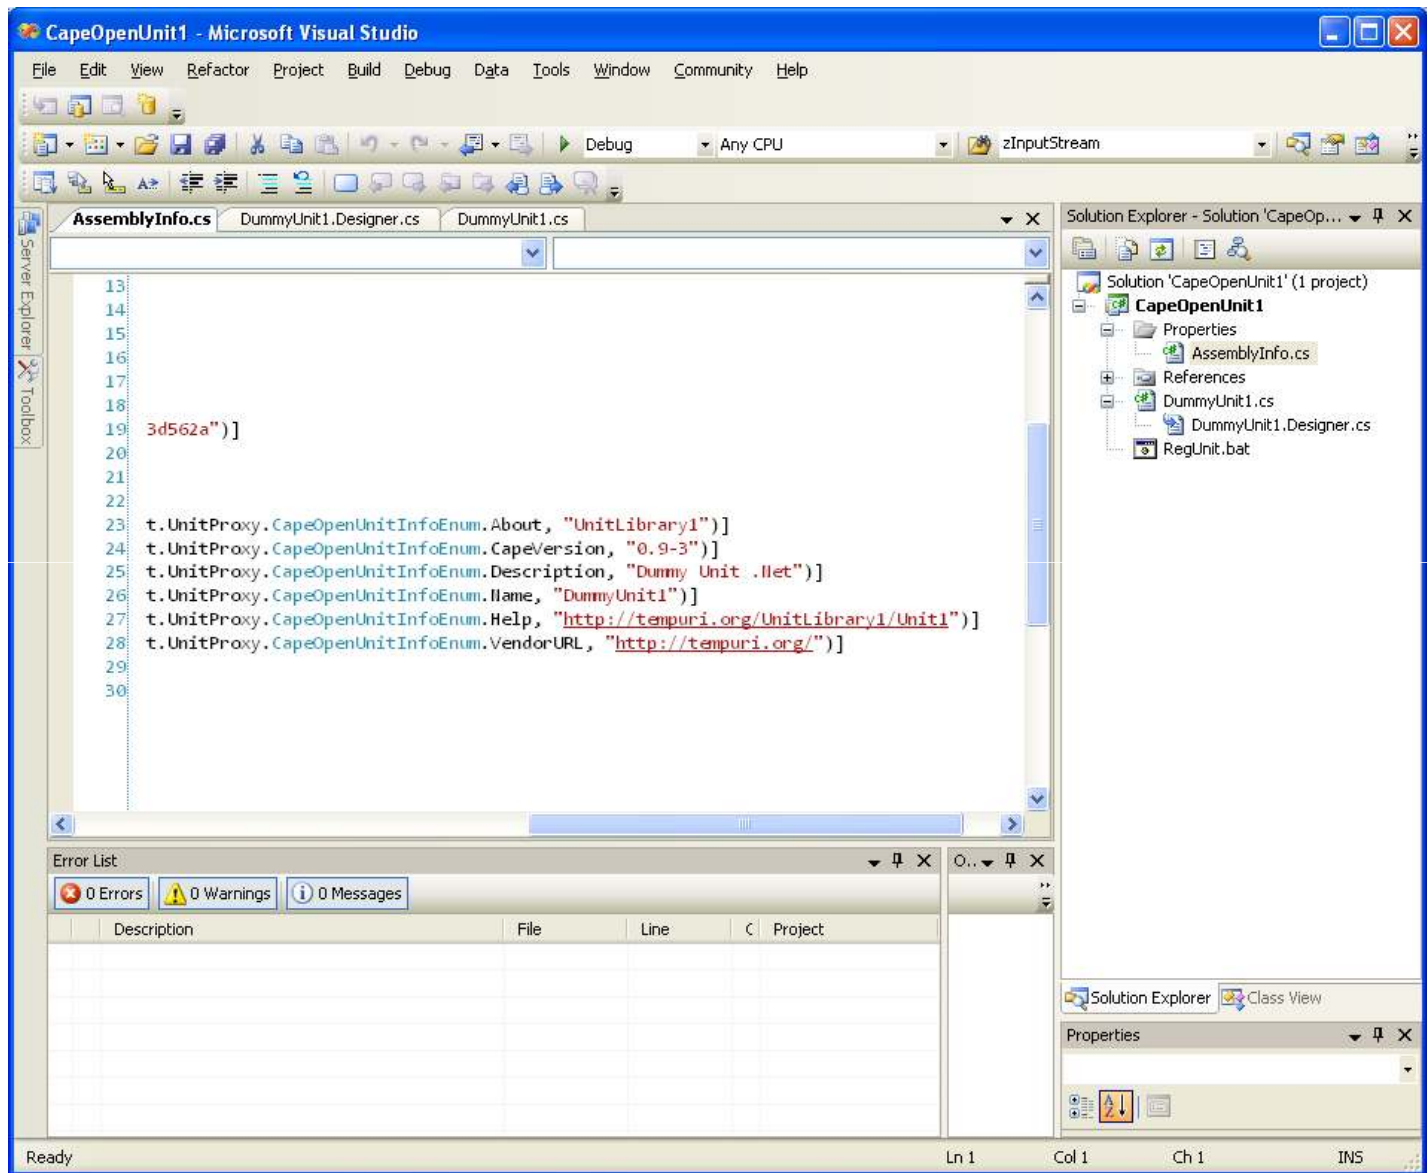 CapeOpenUnit1 - Microsoft Visual Studio
File Edit View Refactor Project Build Debug Data Tools Window Community Help
Debug Any CPU zInputStream
Server Explorer
Toolbox
AssemblyInfo.cs DummyUnit1.Designer.cs DummyUnit1.cs
13
14
15
16
17
18
19 3d562a")]
20
21
22
23 t.UnitProxy.CapeOpenUnitInfoEnum.About, "UnitLibrary1")]
24 t.UnitProxy.CapeOpenUnitInfoEnum.CapeVersion, "0.9-3")]
25 t.UnitProxy.CapeOpenUnitInfoEnum.Description, "Dummy Unit .Net")]
26 t.UnitProxy.CapeOpenUnitInfoEnum.Name, "DummyUnit1")]
27 t.UnitProxy.CapeOpenUnitInfoEnum.Help, "http://tempuri.org/UnitLibrary1/Unit1")]
28 t.UnitProxy.CapeOpenUnitInfoEnum.VendorURL, "http://tempuri.org/")]
29
30
Solution Explorer - Solution 'CapeOp...
Solution 'CapeOpenUnit1' (1 project)
CapeOpenUnit1
Properties
AssemblyInfo.cs
References
DummyUnit1.cs
DummyUnit1.Designer.cs
RegUnit.bat
Error List
O...
0 Errors 0 Warnings 0 Messages
Description File Line C Project
Solution Explorer Class View
Properties
Ready Ln 1 Col 1 Ch 1 INS